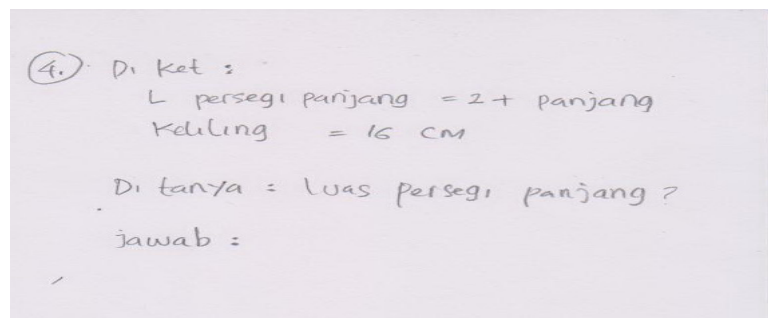 4. Di ket :
L persegi panjang = 2 + panjang
Keliling = 16 CM
Di tanya : luas persegi panjang ?
jawab :